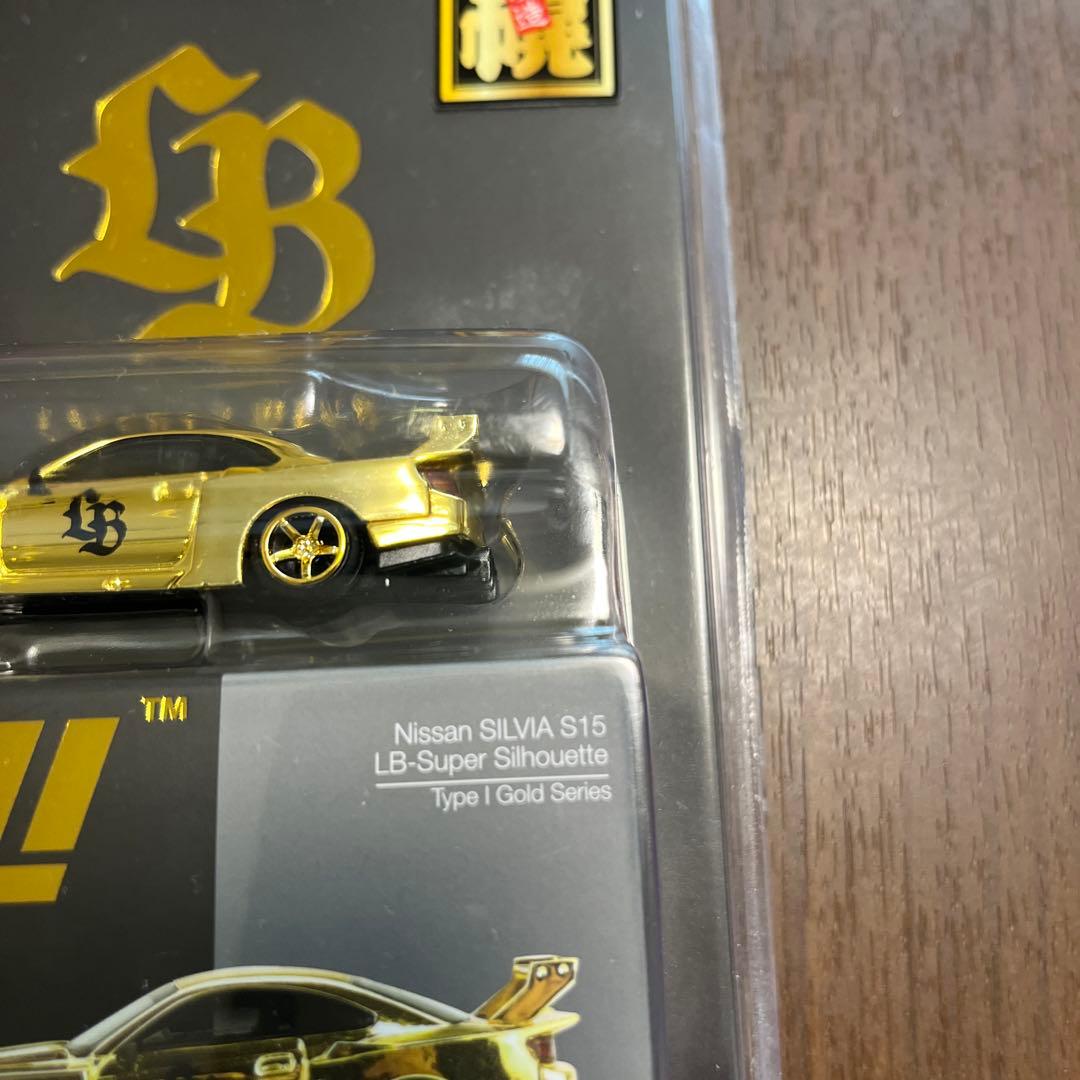 LB
LB
TM
Nissan SILVIA S15
LB-Super Silhouette
Type I Gold Series